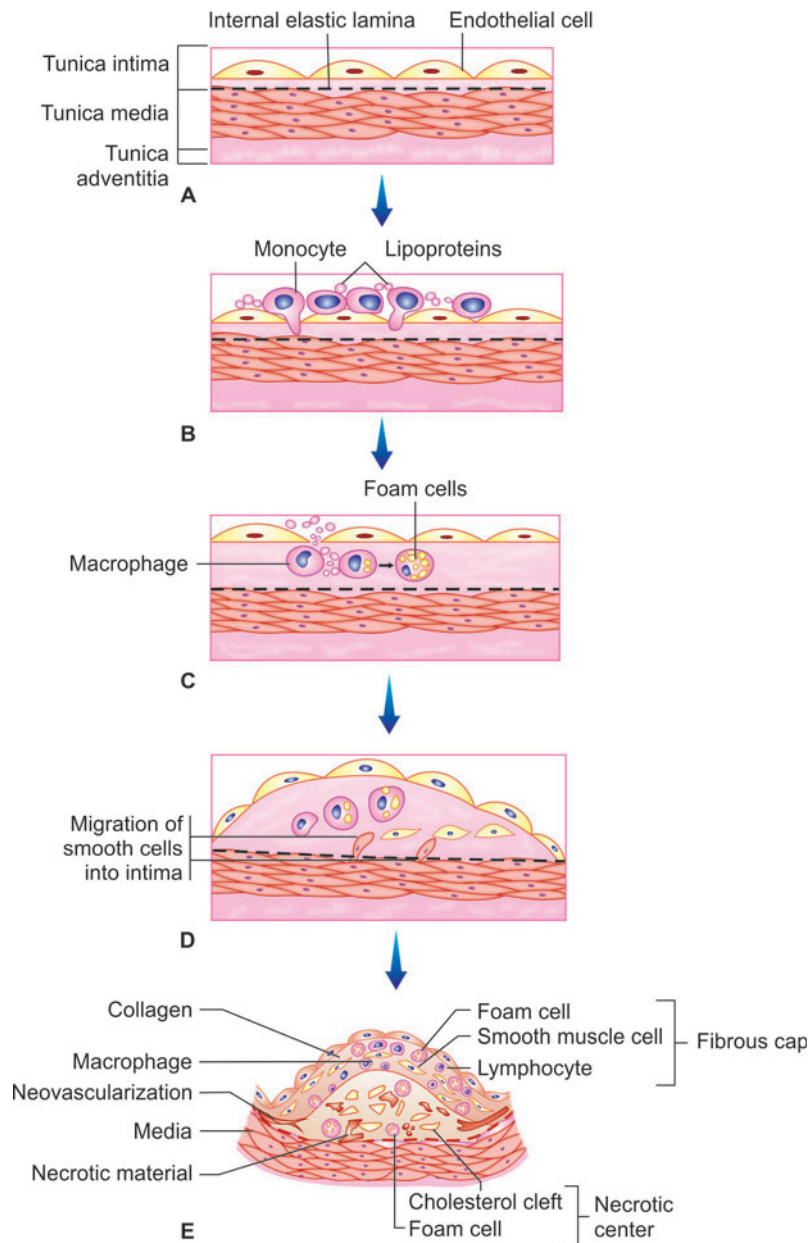 Internal elastic lamina
Endothelial cell
Tunica intima
Tunica media
Tunica
adventitia
A
Monocyte
Lipoproteins
B
Foam cells
Macrophage
C
Migration of
smooth cells
into intima
D
Collagen
Foam cell
Smooth muscle cell
Fibrous cap
Macrophage
Lymphocyte
Neovascularization
Media
Necrotic material
Cholesterol cleft
Necrotic
Foam cell
center
E